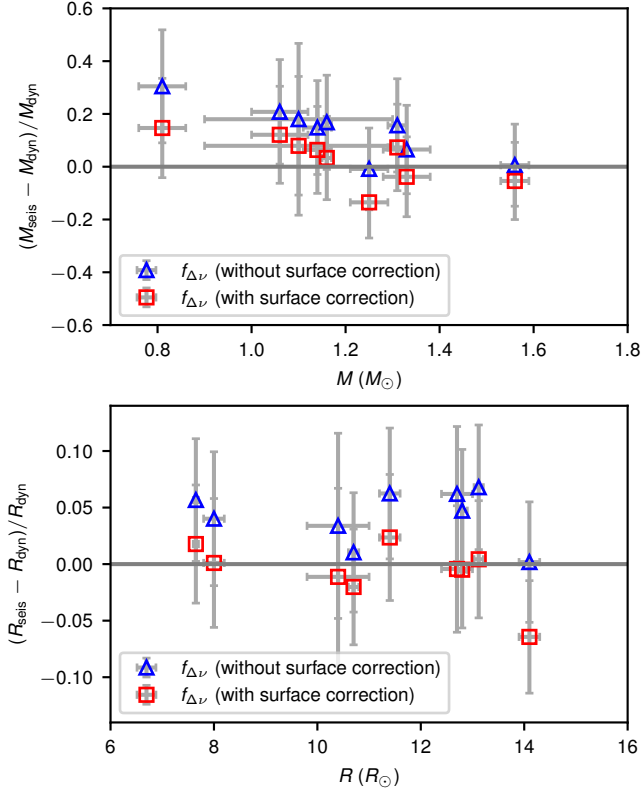 0.6
0.4
0.2
0.0
−0.2
−0.4
−0.6
(M_seis − M_dyn) / M_dyn
f_Δν (without surface correction)
f_Δν (with surface correction)
0.8 1.0 1.2 1.4 1.6 1.8
M (M_⊙)
0.10
0.05
0.00
−0.05
−0.10
(R_seis − R_dyn) / R_dyn
f_Δν (without surface correction)
f_Δν (with surface correction)
6 8 10 12 14 16
R (R_⊙)